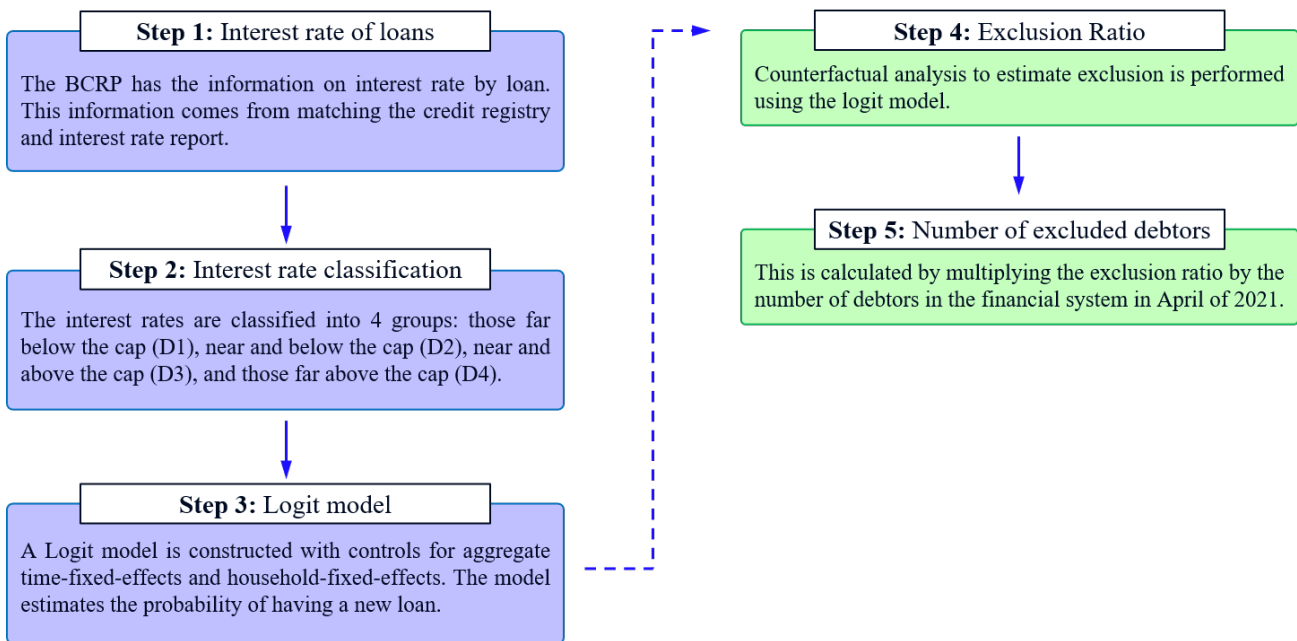 Step 1: Interest rate of loans
The BCRP has the information on interest rate by loan.
This information comes from matching the credit registry
and interest rate report.
Step 2: Interest rate classification
The interest rates are classified into 4 groups: those far
below the cap (D1), near and below the cap (D2), near and
above the cap (D3), and those far above the cap (D4).
Step 3: Logit model
A Logit model is constructed with controls for aggregate
time-fixed-effects and household-fixed-effects. The model
estimates the probability of having a new loan.
Step 4: Exclusion Ratio
Counterfactual analysis to estimate exclusion is performed
using the logit model.
Step 5: Number of excluded debtors
This is calculated by multiplying the exclusion ratio by the
number of debtors in the financial system in April of 2021.